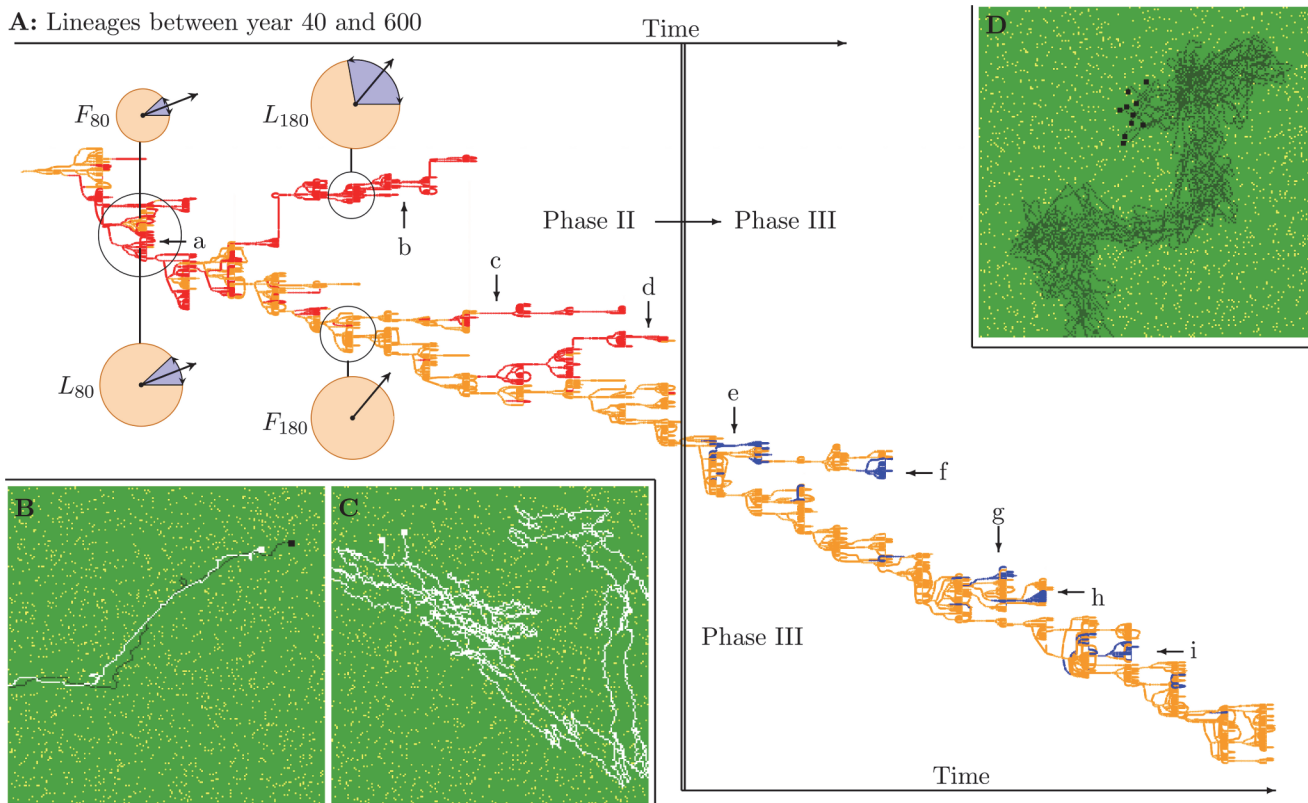 A: Lineages between year 40 and 600
Time
D
F80
L180
a
b
Phase II
Phase III
c
d
L80
F180
e
f
B
C
g
h
Phase III
i
Time